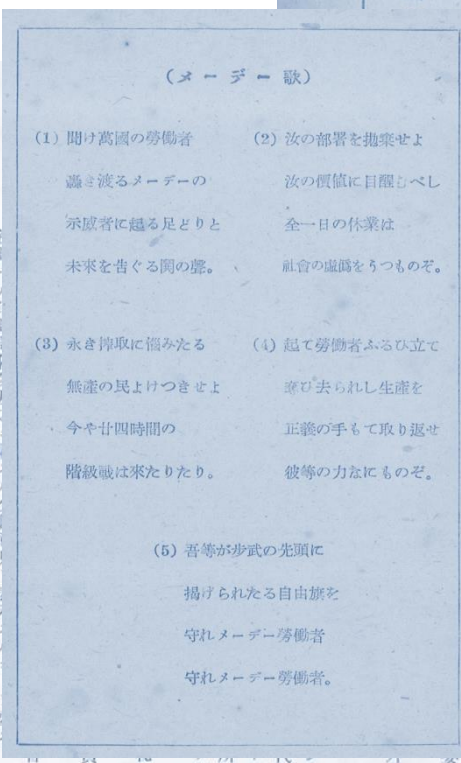 (メーデー歌)
(1) 聞け萬國の勞働者
轟き渡るメーデーの
示威者に起る足どりと
未來を告ぐる鬨の聲。
(2) 汝の部署を抛棄せよ
汝の價値に目醒むべし
全一日の休業は
社會の虛僞をうつものぞ。
(3) 永き搾取に惱みたる
無產の民よけつきせよ
今や廿四時間の
階級戰は來たりたり。
(4) 起て勞働者ふるひ立て
奪ひ去られし生產を
正義の手もて取り返せ
彼等の力なにものぞ。
(5) 吾等が步武の先頭に
揭げられたる自由旗を
守れメーデー勞働者
守れメーデー勞働者。